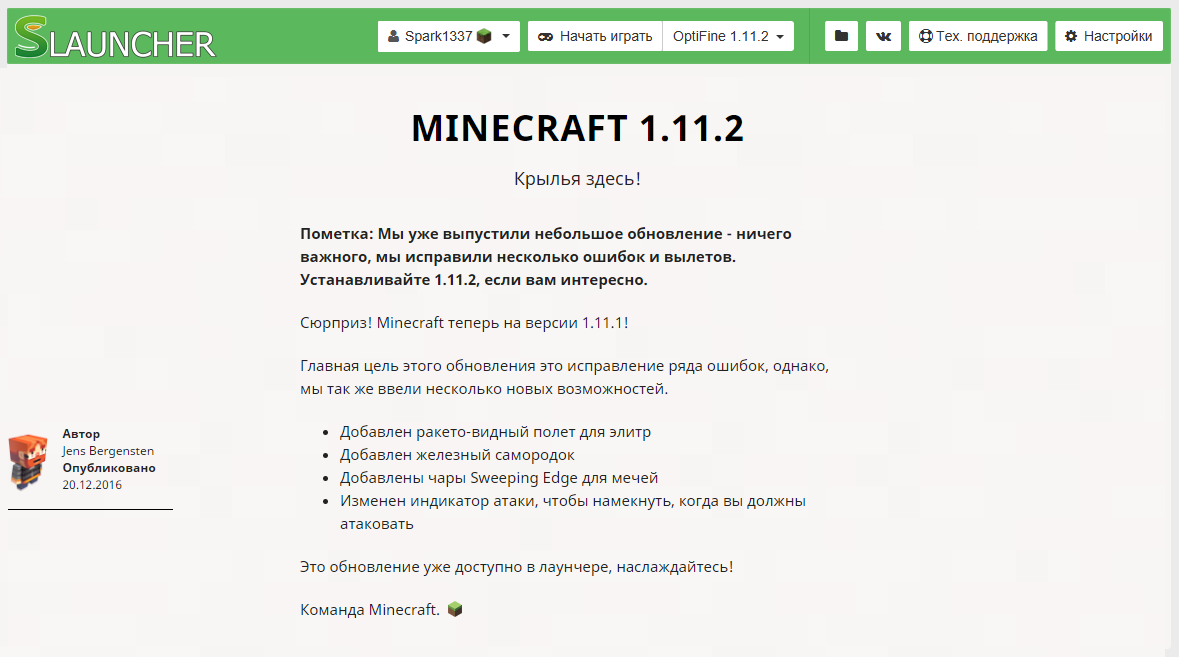 SLAUNCHER
Spark1337
Начать играть
OptiFine 1.11.2
Тех. поддержка
Настройки
MINECRAFT 1.11.2
Крылья здесь!
Пометка: Мы уже выпустили небольшое обновление - ничего
важного, мы исправили несколько ошибок и вылетов.
Устанавливайте 1.11.2, если вам интересно.
Сюрприз! Minecraft теперь на версии 1.11.1!
Главная цель этого обновления это исправление ряда ошибок, однако,
мы так же ввели несколько новых возможностей.
• Добавлен ракето-видный полет для элитр
• Добавлен железный самородок
• Добавлены чары Sweeping Edge для мечей
• Изменен индикатор атаки, чтобы намекнуть, когда вы должны
атаковать
Это обновление уже доступно в лаунчере, наслаждайтесь!
Команда Minecraft.
Автор
Jens Bergensten
Опубликовано
20.12.2016